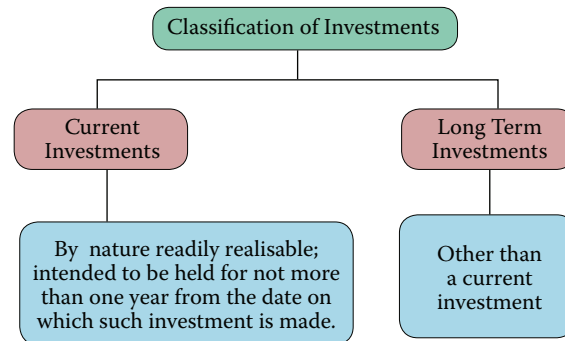 Classification of Investments
Current
Investments
Long Term
Investments
By nature readily realisable;
intended to be held for not more
than one year from the date on
which such investment is made.
Other than
a current
investment